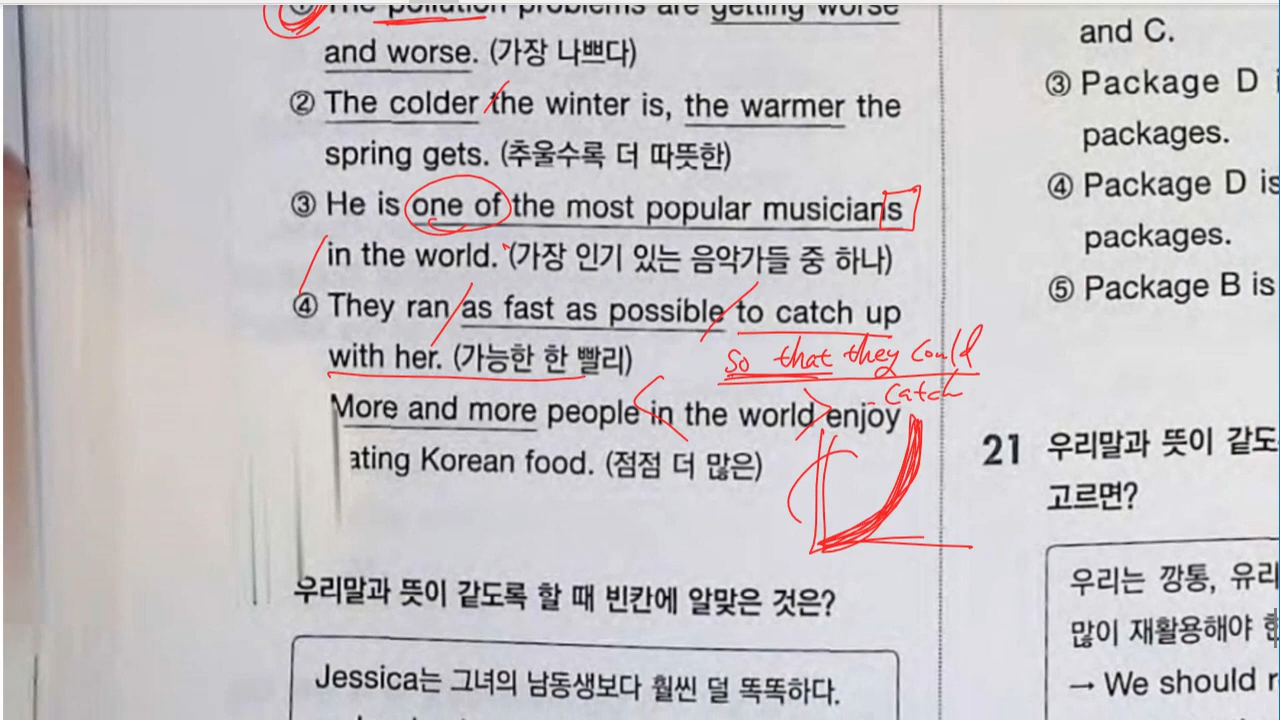 ① The pollution problems are getting worse
and worse. (가장 나쁘다)
② The colder the winter is, the warmer the
spring gets. (추울수록 더 따뜻한)
③ He is one of the most popular musicians
in the world. (가장 인기 있는 음악가들 중 하나)
④ They ran as fast as possible to catch up
with her. (가능한 한 빨리)
so that they could
catch
More and more people in the world enjoy
ating Korean food. (점점 더 많은)
우리말과 뜻이 같도록 할 때 빈칸에 알맞은 것은?
Jessica는 그녀의 남동생보다 훨씬 덜 똑똑하다.
and C.
③ Package D
packages.
④ Package D is
packages.
⑤ Package B is
21 우리말과 뜻이 같도
고르면?
우리는 깡통, 유리
많이 재활용해야 한
→ We should r